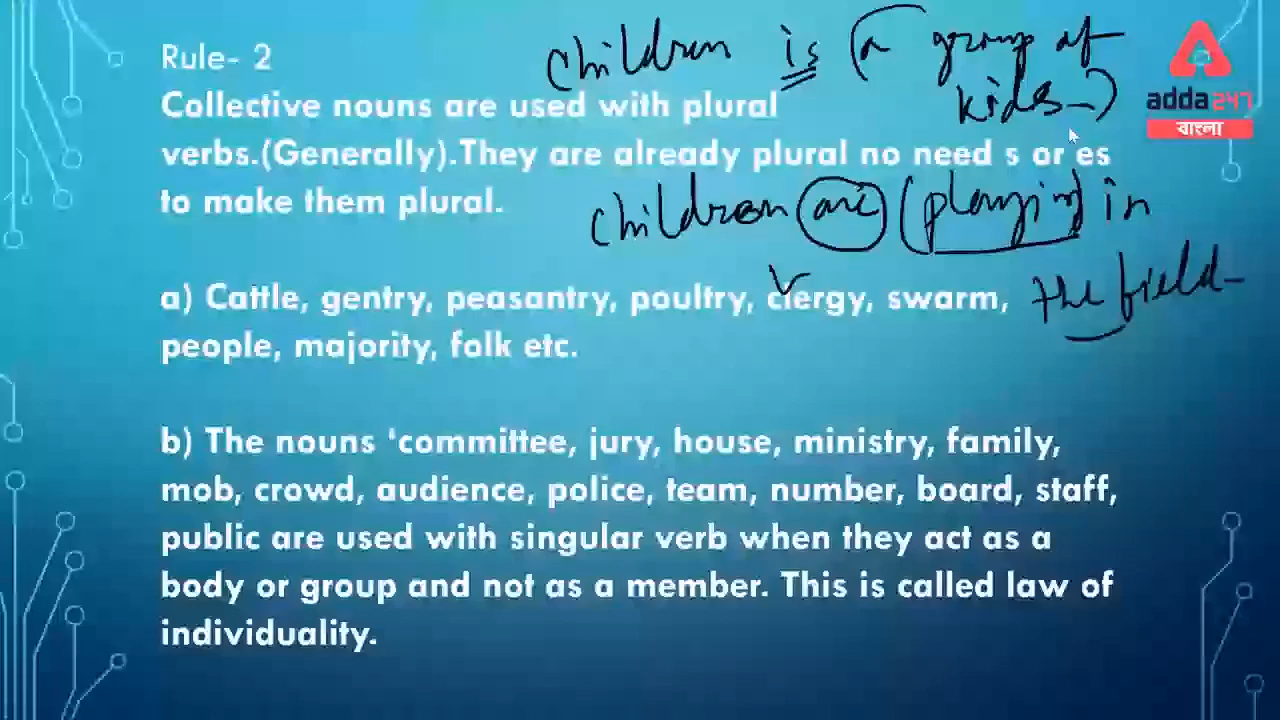 Rule- 2
children is (a group of
kids-)
adda247
বাংলা
Collective nouns are used with plural
verbs.(Generally).They are already plural no need s or es
to make them plural.
children are (playing) in
the field-
a) Cattle, gentry, peasantry, poultry, clergy, swarm,
people, majority, folk etc.
b) The nouns ‘committee, jury, house, ministry, family,
mob, crowd, audience, police, team, number, board, staff,
public are used with singular verb when they act as a
body or group and not as a member. This is called law of
individuality.